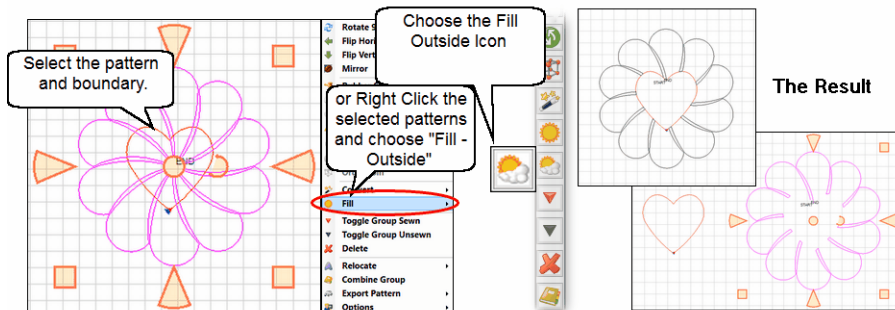 Select the pattern
and boundary.
END
Flip Hori
Flip Vert
Mirror
Convert
Fill
Toggle Group Sewn
Toggle Group Unsewn
Delete
Relocate
Combine Group
Export Pattern
Options
Choose the Fill
Outside Icon
or Right Click the
selected patterns
and choose "Fill -
Outside"
The Result